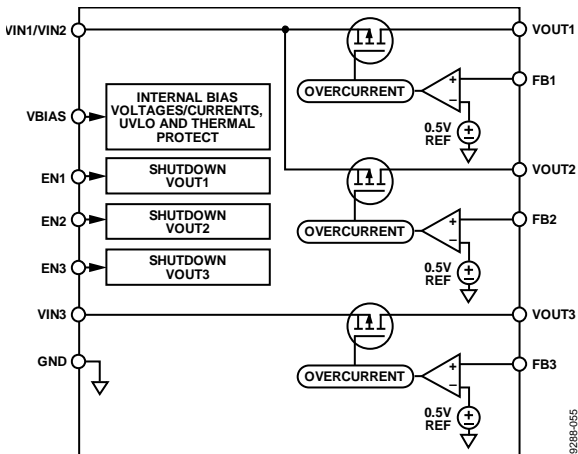 VIN1/VIN2
VOUT1
OVERCURRENT
+
−
FB1
INTERNAL BIAS
VOLTAGES/CURRENTS,
UVLO AND THERMAL
PROTECT
VBIAS
0.5V
REF
EN1
SHUTDOWN
VOUT1
VOUT2
EN2
SHUTDOWN
VOUT2
OVERCURRENT
+
−
FB2
EN3
SHUTDOWN
VOUT3
0.5V
REF
VIN3
VOUT3
GND
OVERCURRENT
+
−
FB3
0.5V
REF
9288-055